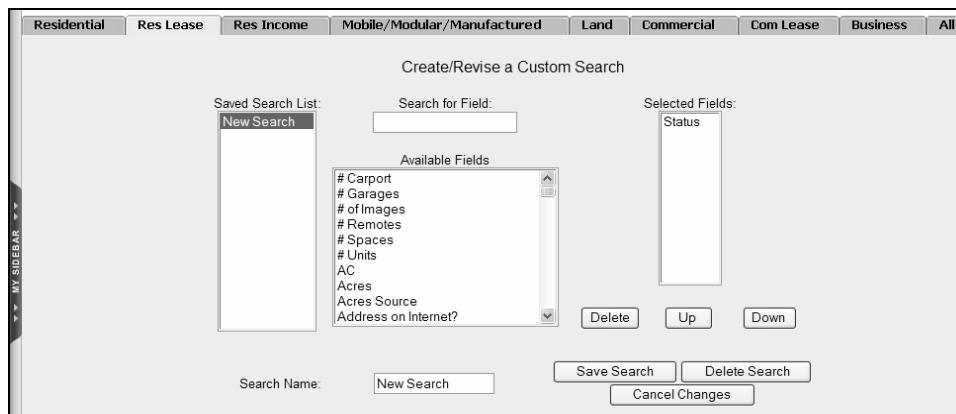 Residential Res Lease Res Income Mobile/Modular/Manufactured Land Commercial Com Lease Business All
Create/Revise a Custom Search
Saved Search List: Search for Field: Selected Fields:
New Search Status
Available Fields
# Carport
# Garages
# of Images
# Remotes
# Spaces
# Units
AC
Acres
Acres Source
Address on Internet?
Delete Up Down
MY SIDEBAR
Search Name: New Search Save Search Delete Search
Cancel Changes